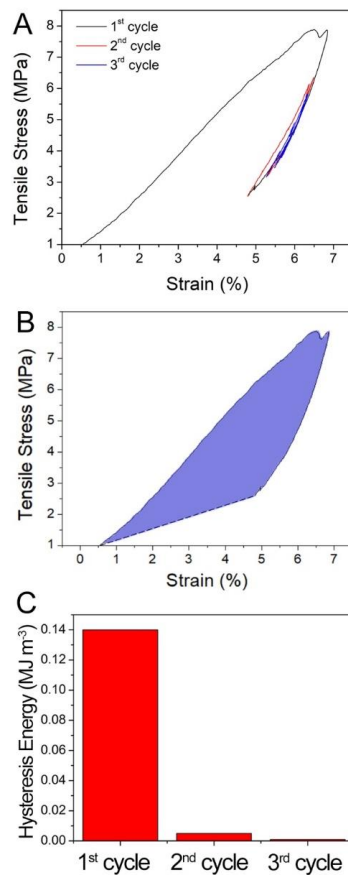 A
1st cycle
2nd cycle
3rd cycle
Tensile Stress (MPa)
8
7
6
5
4
3
2
1
0 1 2 3 4 5 6 7
Strain (%)
B
Tensile Stress (MPa)
8
7
6
5
4
3
2
1
0 1 2 3 4 5 6 7
Strain (%)
C
Hysteresis Energy (MJ m-3)
0.14
0.12
0.10
0.08
0.06
0.04
0.02
0.00
1st cycle 2nd cycle 3rd cycle